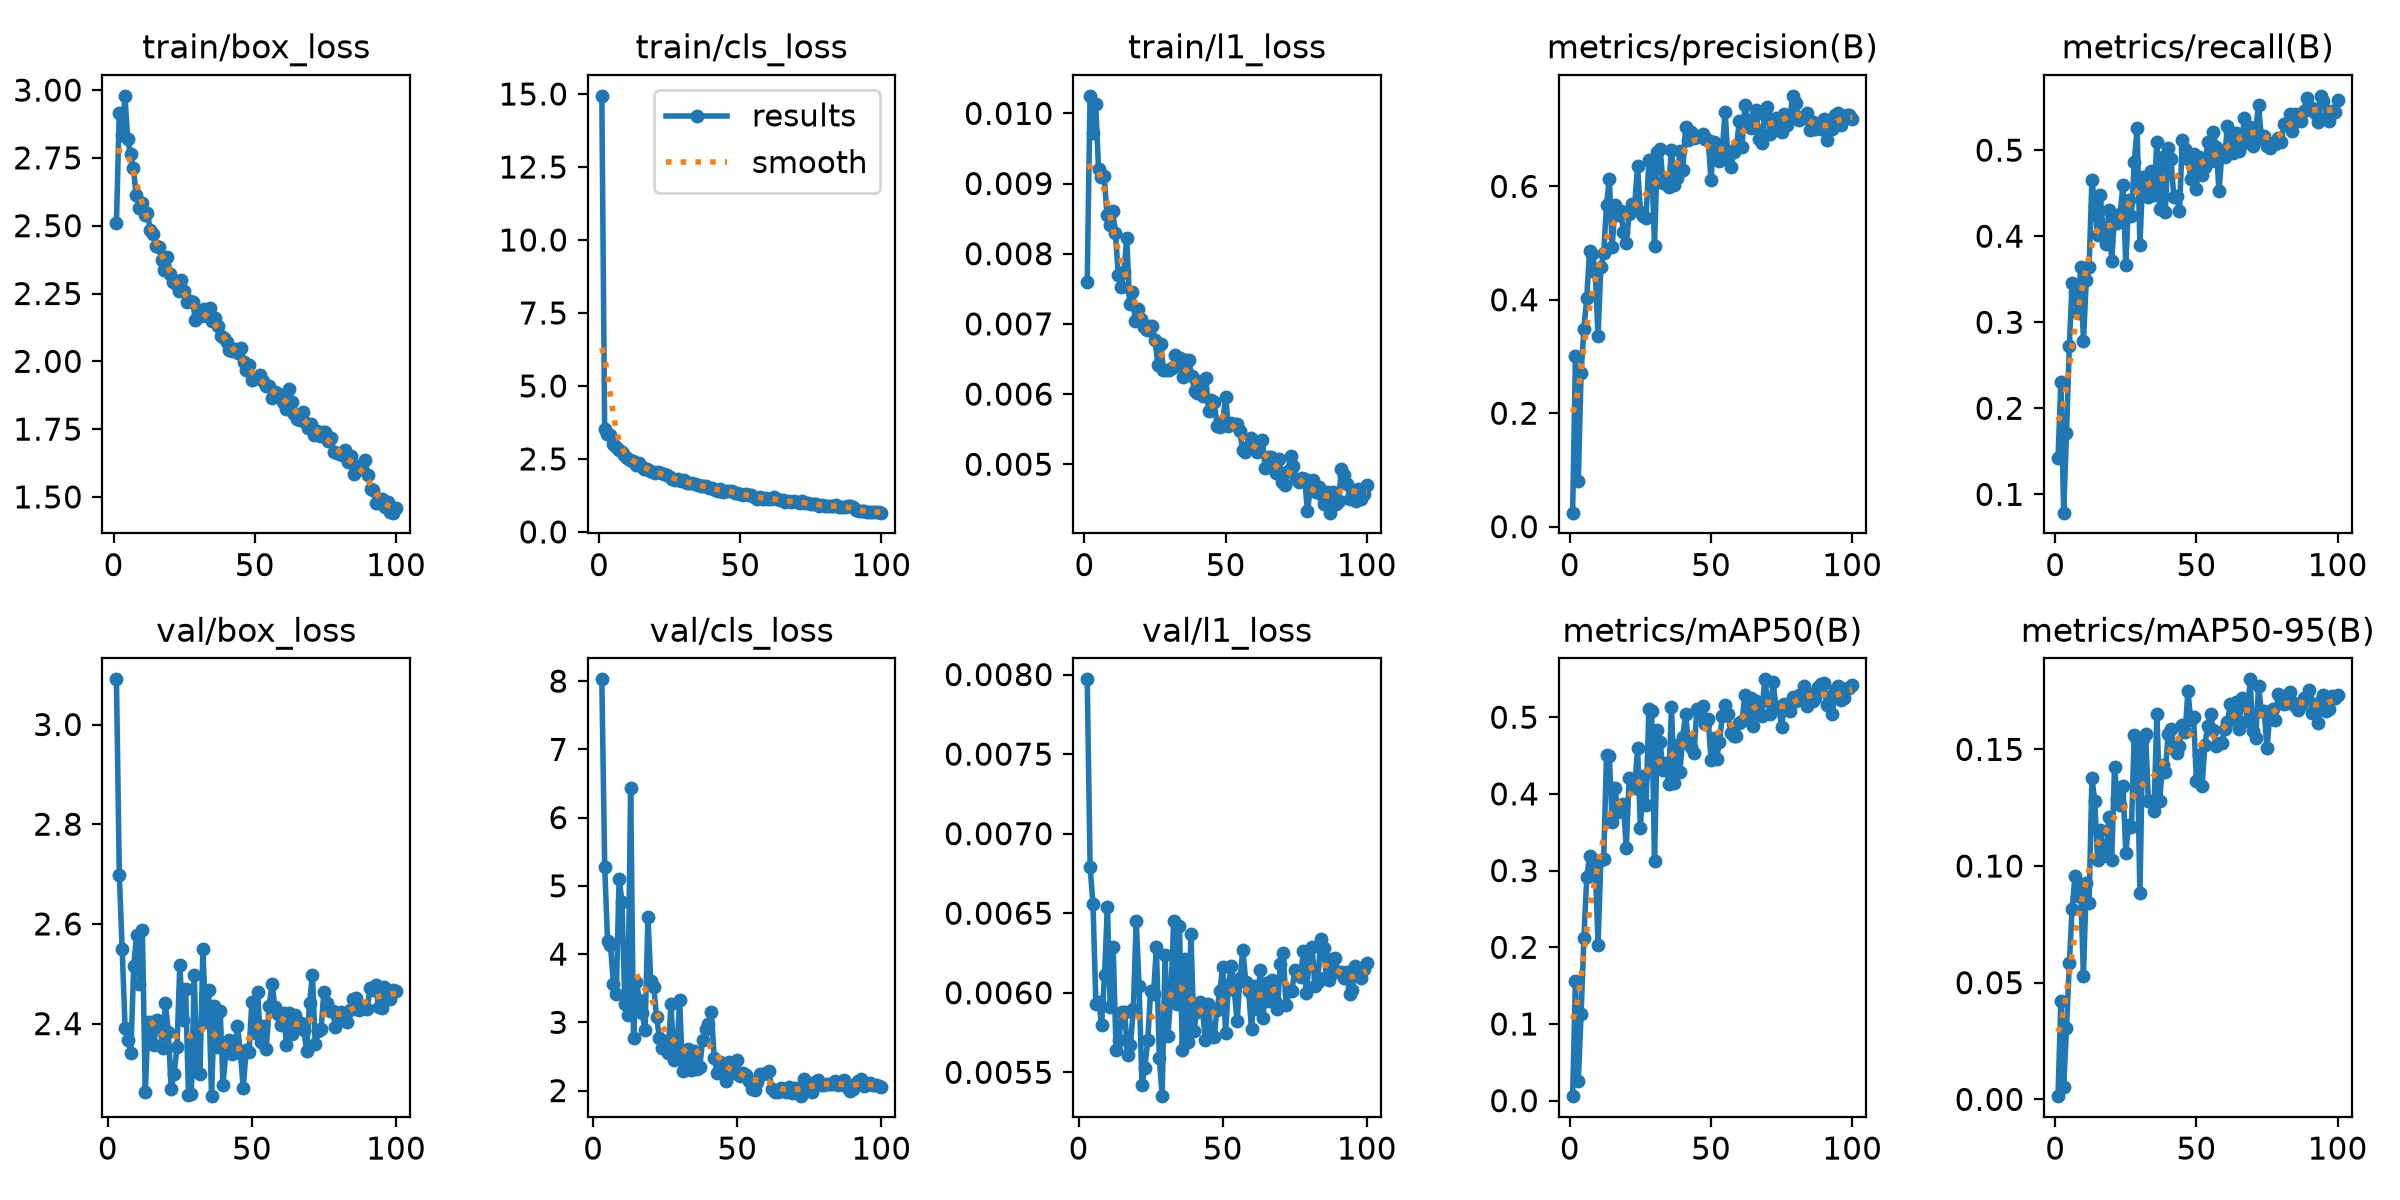 train/box_loss
3.00
2.75
2.50
2.25
2.00
1.75
1.50
0 50 100
train/cls_loss
results
smooth
15.0
12.5
10.0
7.5
5.0
2.5
0.0
0 50 100
train/l1_loss
0.010
0.009
0.008
0.007
0.006
0.005
0 50 100
metrics/precision(B)
0.6
0.4
0.2
0.0
0 50 100
metrics/recall(B)
0.5
0.4
0.3
0.2
0.1
0 50 100
val/box_loss
3.0
2.8
2.6
2.4
0 50 100
val/cls_loss
8
7
6
5
4
3
2
0 50 100
val/l1_loss
0.0080
0.0075
0.0070
0.0065
0.0060
0.0055
0 50 100
metrics/mAP50(B)
0.5
0.4
0.3
0.2
0.1
0.0
0 50 100
metrics/mAP50-95(B)
0.15
0.10
0.05
0.00
0 50 100